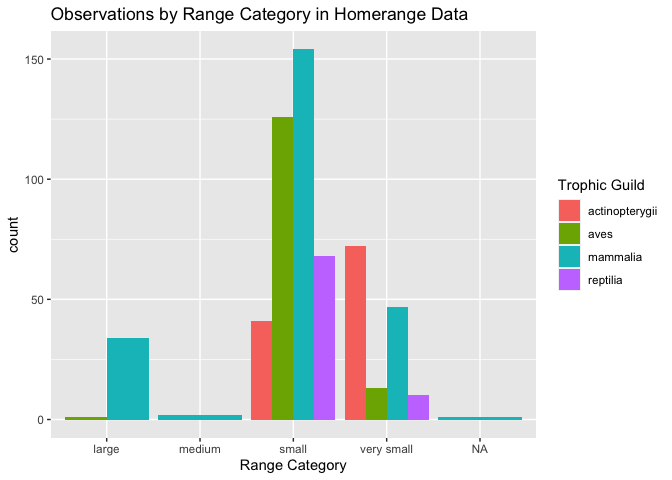 Observations by Range Category in Homerange Data
150
100
50
0
count
large medium small very small NA
Range Category
Trophic Guild
actinopterygii
aves
mammalia
reptilia